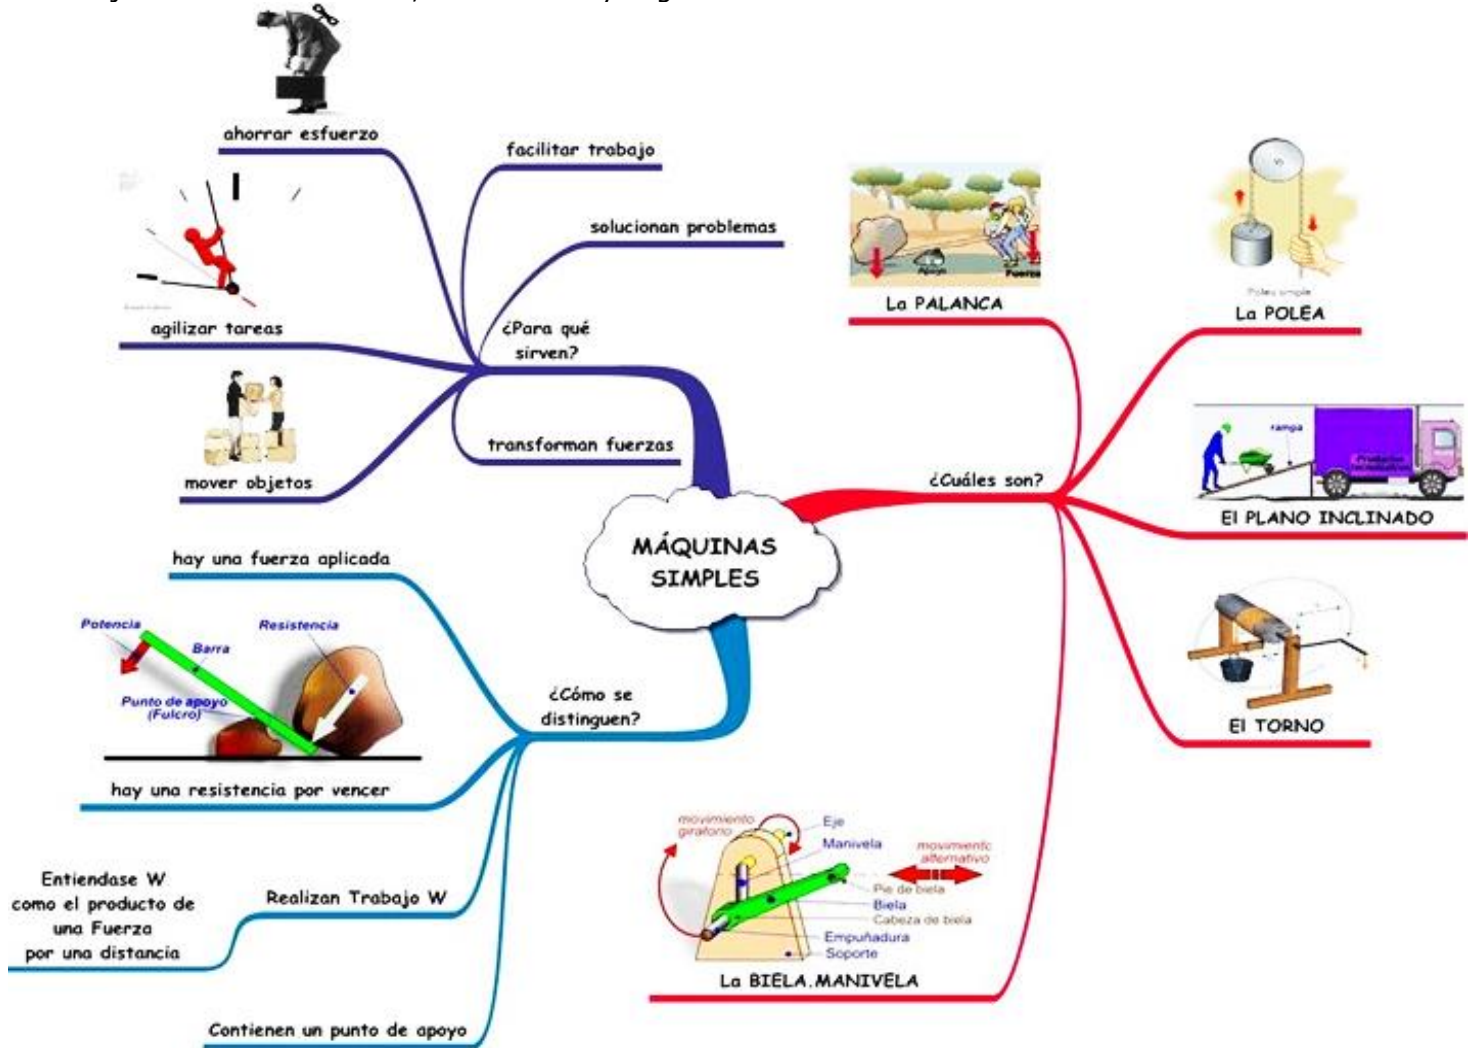 ahorrar esfuerzo
facilitar trabajo
solucionan problemas
agilizar tareas
¿Para qué
sirven?
transforman fuerzas
mover objetos
MÁQUINAS
SIMPLES
¿Cuáles son?
Apoyo
Fuerza
La PALANCA
Polea simple
La POLEA
rampa
El PLANO INCLINADO
El TORNO
movimiento
giratorio
Eje
Manivela
movimiento
alternativo
Pie de biela
Biela
Cabeza de biela
Empuñadura
Soporte
La BIELA.MANIVELA
¿Cómo se
distinguen?
hay una fuerza aplicada
Potencia
Resistencia
Barra
Punto de apoyo
(Fulcro)
hay una resistencia por vencer
Realizan Trabajo W
Entiendase W
como el producto de
una Fuerza
por una distancia
Contienen un punto de apoyo